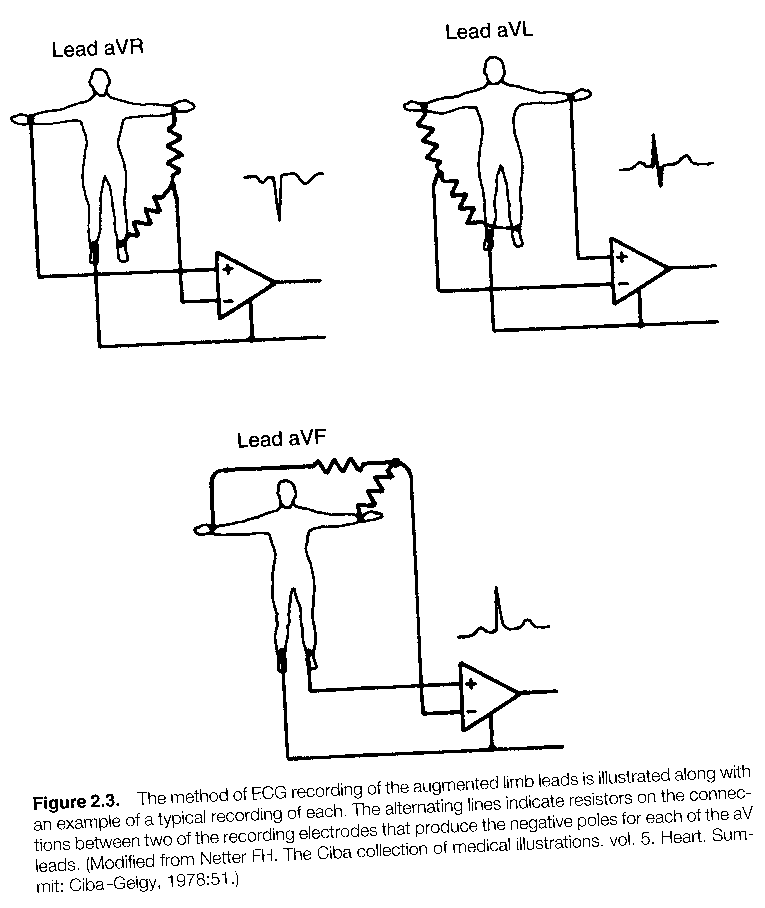 Lead aVR
Lead aVL
+
−
+
−
Lead aVF
+
−
Figure 2.3. The method of ECG recording of the augmented limb leads is illustrated along with
an example of a typical recording of each. The alternating lines indicate resistors on the connec-
tions between two of the recording electrodes that produce the negative poles for each of the aV
leads. (Modified from Netter FH. The Ciba collection of medical illustrations. vol. 5. Heart. Sum-
mit: Ciba-Geigy, 1978:51.)